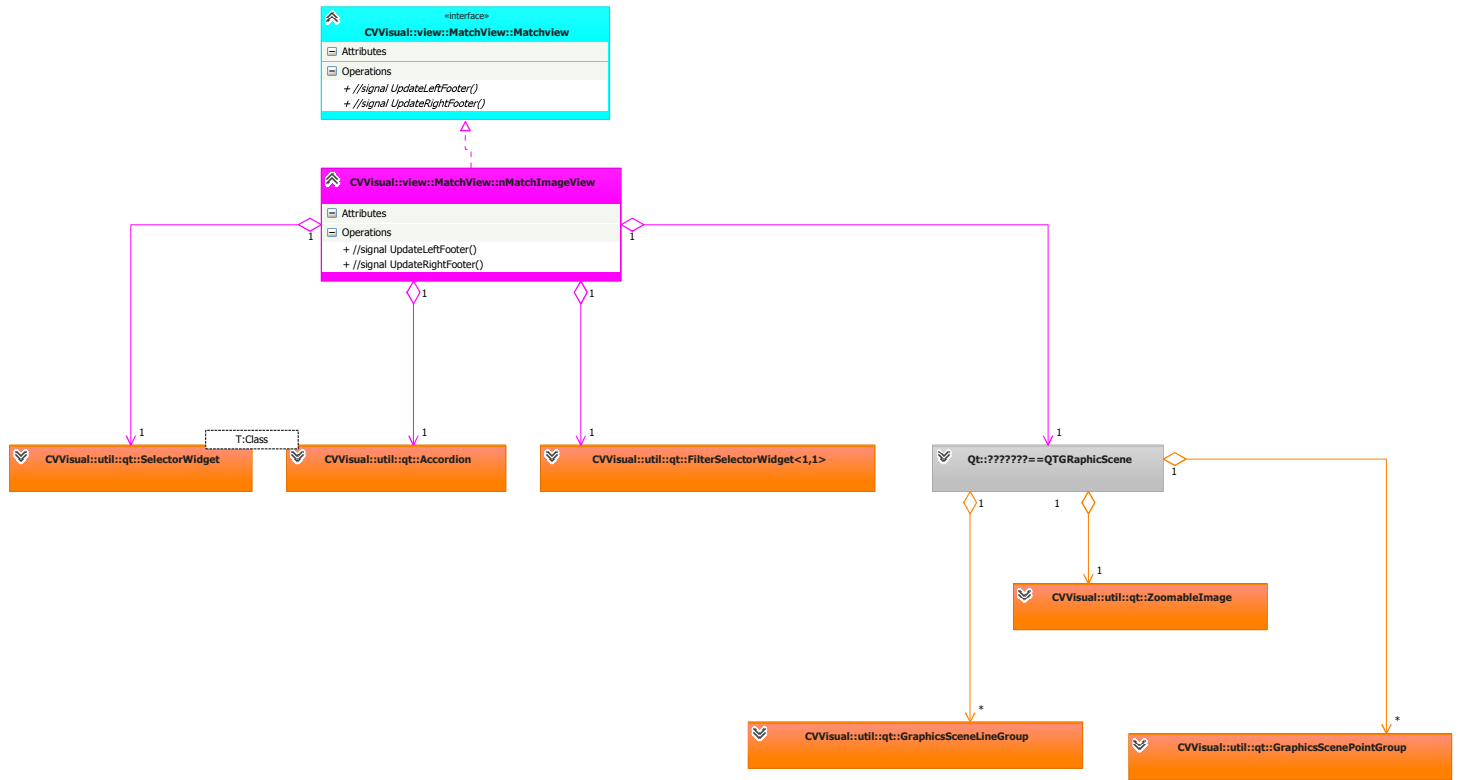 «interface»
CVVisual::view::MatchView::Matchview
Attributes
Operations
+ //signal UpdateLeftFooter()
+ //signal UpdateRightFooter()
CVVisual::view::MatchView::nMatchImageView
Attributes
Operations
+ //signal UpdateLeftFooter()
+ //signal UpdateRightFooter()
1
1
1
1
1
1
1
1
T:Class
CVVisual::util::qt::SelectorWidget
CVVisual::util::qt::Accordion
CVVisual::util::qt::FilterSelectorWidget<1,1>
Qt::???????==QTGRaphicScene
1
1
1
1
CVVisual::util::qt::ZoomableImage
*
*
CVVisual::util::qt::GraphicsSceneLineGroup
CVVisual::util::qt::GraphicsScenePointGroup